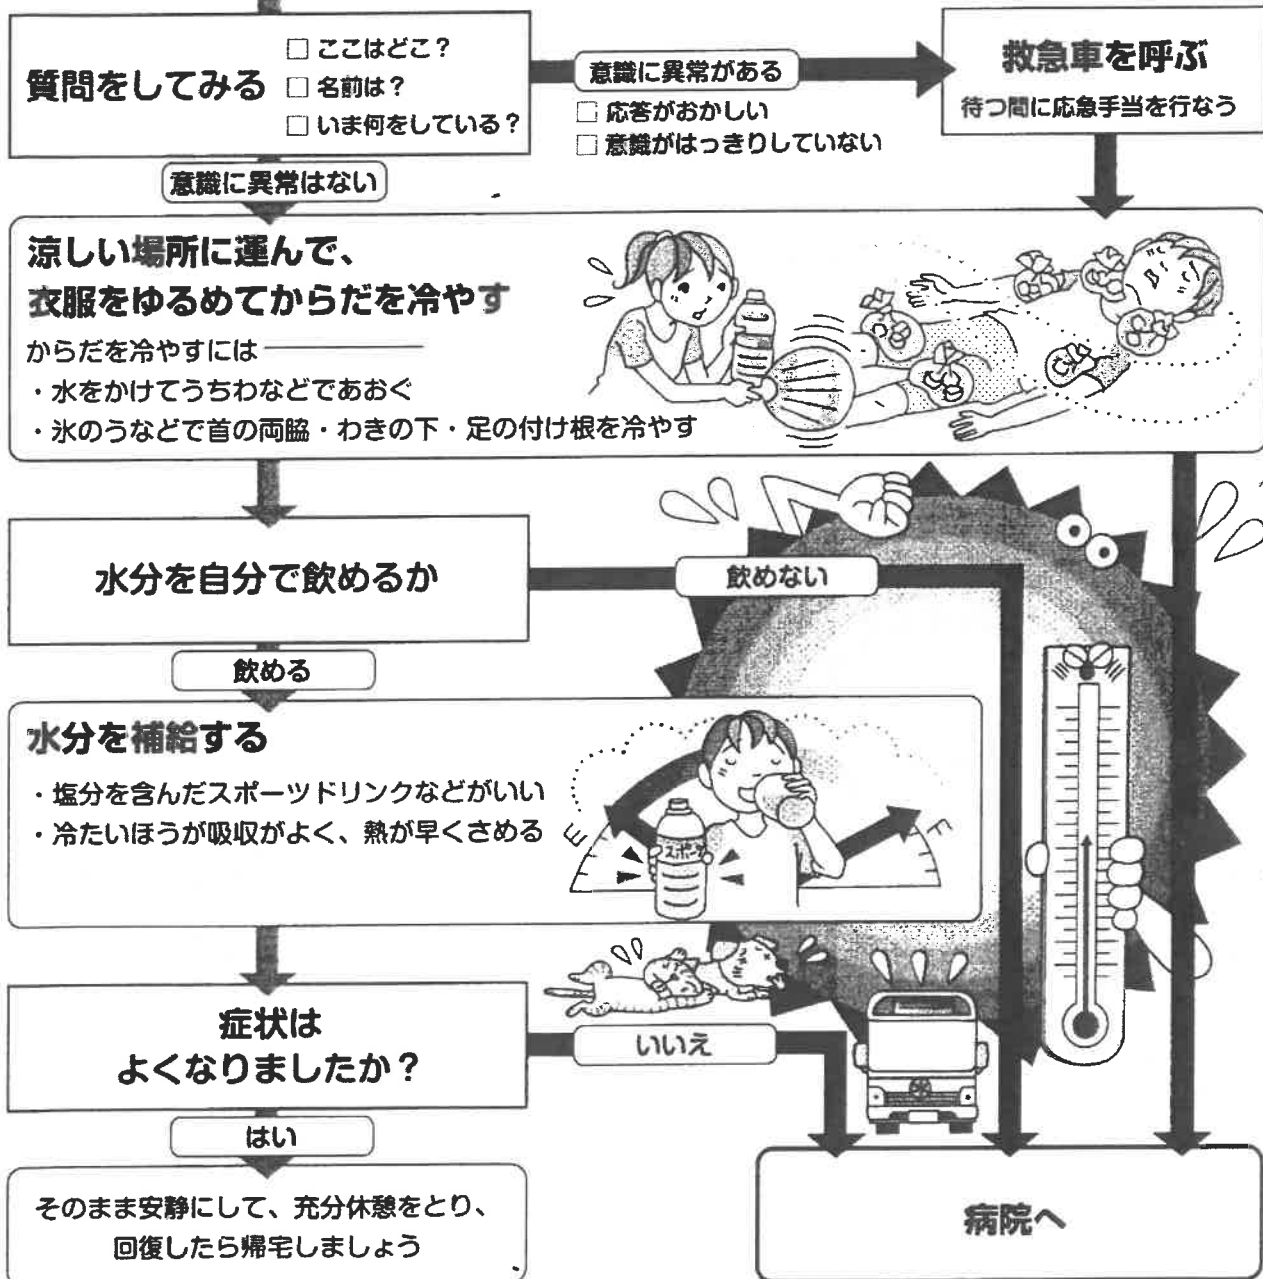 質問をしてみる
□ ここはどこ？
□ 名前は？
□ いま何をしている？
意識に異常がある
□ 応答がおかしい
□ 意識がはっきりしていない
救急車を呼ぶ
待つ間に応急手当を行なう
意識に異常はない
涼しい場所に運んで、
衣服をゆるめてからだを冷やす
からだを冷やすには
・水をかけてうちわなどであおぐ
・氷のうなどで首の両脇・わきの下・足の付け根を冷やす
水分を自分で飲めるか
飲めない
飲める
水分を補給する
・塩分を含んだスポーツドリンクなどがいい
・冷たいほうが吸収がよく、熱が早くさめる
E
F
スポーツ
症状は
よくなりましたか？
いいえ
はい
そのまま安静にして、充分休憩をとり、
回復したら帰宅しましょう
病院へ